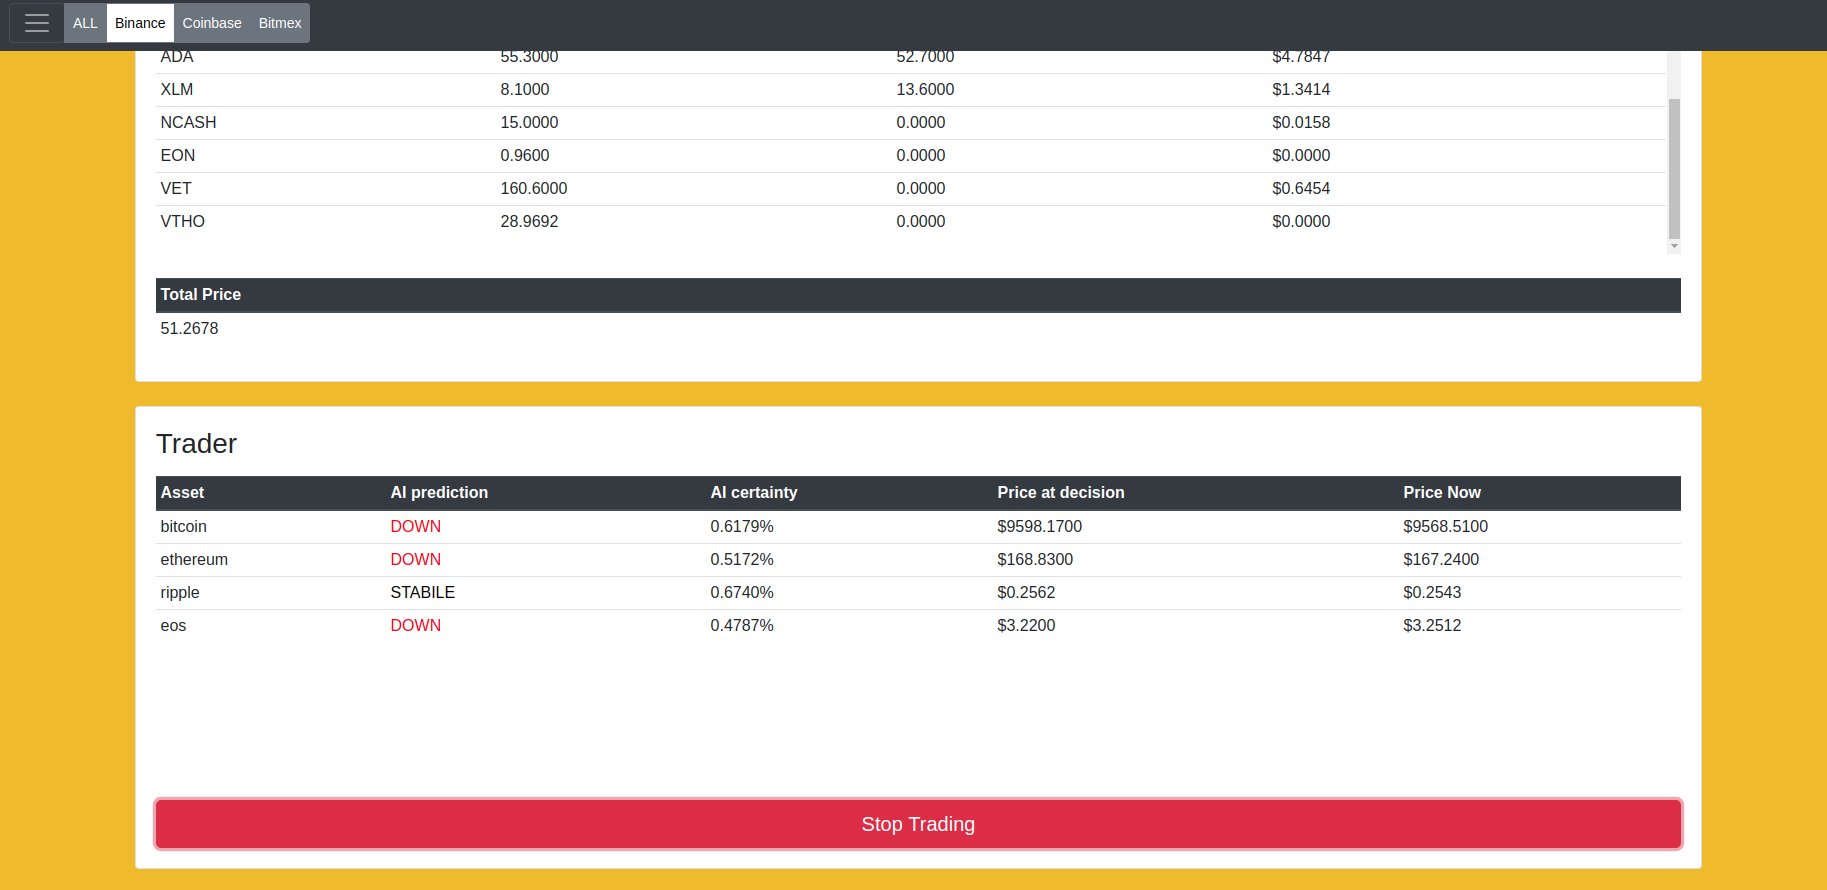 ALL Binance Coinbase Bitmex
ADA 55.3000 52.7000 $4.7847
XLM 8.1000 13.6000 $1.3414
NCASH 15.0000 0.0000 $0.0158
EON 0.9600 0.0000 $0.0000
VET 160.6000 0.0000 $0.6454
VTHO 28.9692 0.0000 $0.0000
Total Price
51.2678
Trader
Asset AI prediction AI certainty Price at decision Price Now
bitcoin DOWN 0.6179% $9598.1700 $9568.5100
ethereum DOWN 0.5172% $168.8300 $167.2400
ripple STABILE 0.6740% $0.2562 $0.2543
eos DOWN 0.4787% $3.2200 $3.2512
Stop Trading